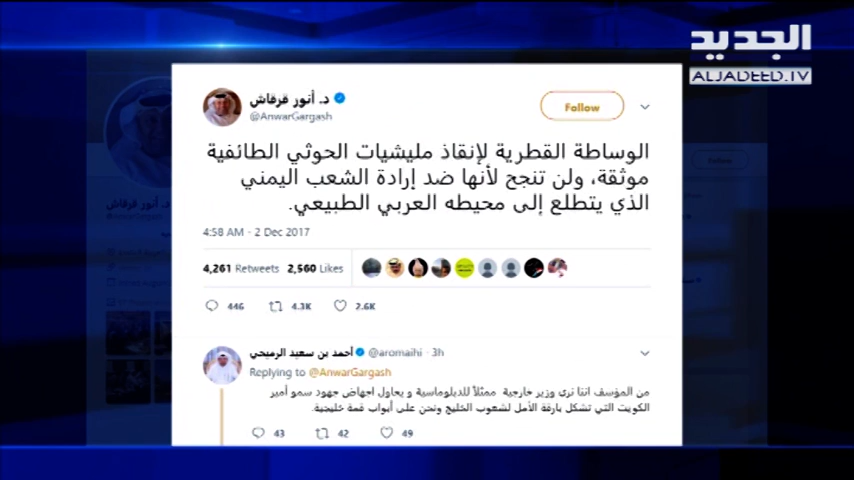 الجديد
ALJADEED.TV
د. أنور قرقاش
@AnwarGargash
Follow
الوساطة القطرية لإنقاذ مليشيات الحوثي الطائفية
موثقة، ولن تنجح لأنها ضد إرادة الشعب اليمني
الذي يتطلع إلى محيطه العربي الطبيعي.
4:58 AM - 2 Dec 2017
4,261 Retweets 2,560 Likes
446 4.3K 2.6K
أحمد بن سعيد الرميحي @aromaihi · 3h
Replying to @AnwarGargash
من المؤسف اننا نرى وزير خارجية ممثلاً للدبلوماسية و يحاول اجهاض جهود سمو أمير
الكويت التي تشكل بارقة الأمل لشعوب الخليج ونحن على أبواب قمة خليجية.
43 42 49